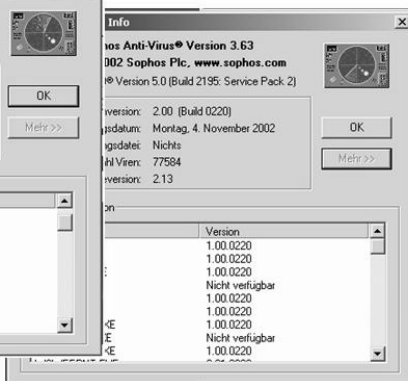 Info
OK
Mehr >>
Anti-Virus® Version 3.63
Sophos Plc, www.sophos.com
Version 5.0 (Build 2195: Service Pack 2)
2.00 (Build 0220)
Montag, 4. November 2002
Nichts
Viren: 77584
2.13
OK
Mehr >>
Version
1.00.0220
1.00.0220
1.00.0220
Nicht verfügbar
1.00.0220
1.00.0220
1.00.0220
Nicht verfügbar
1.00.0220